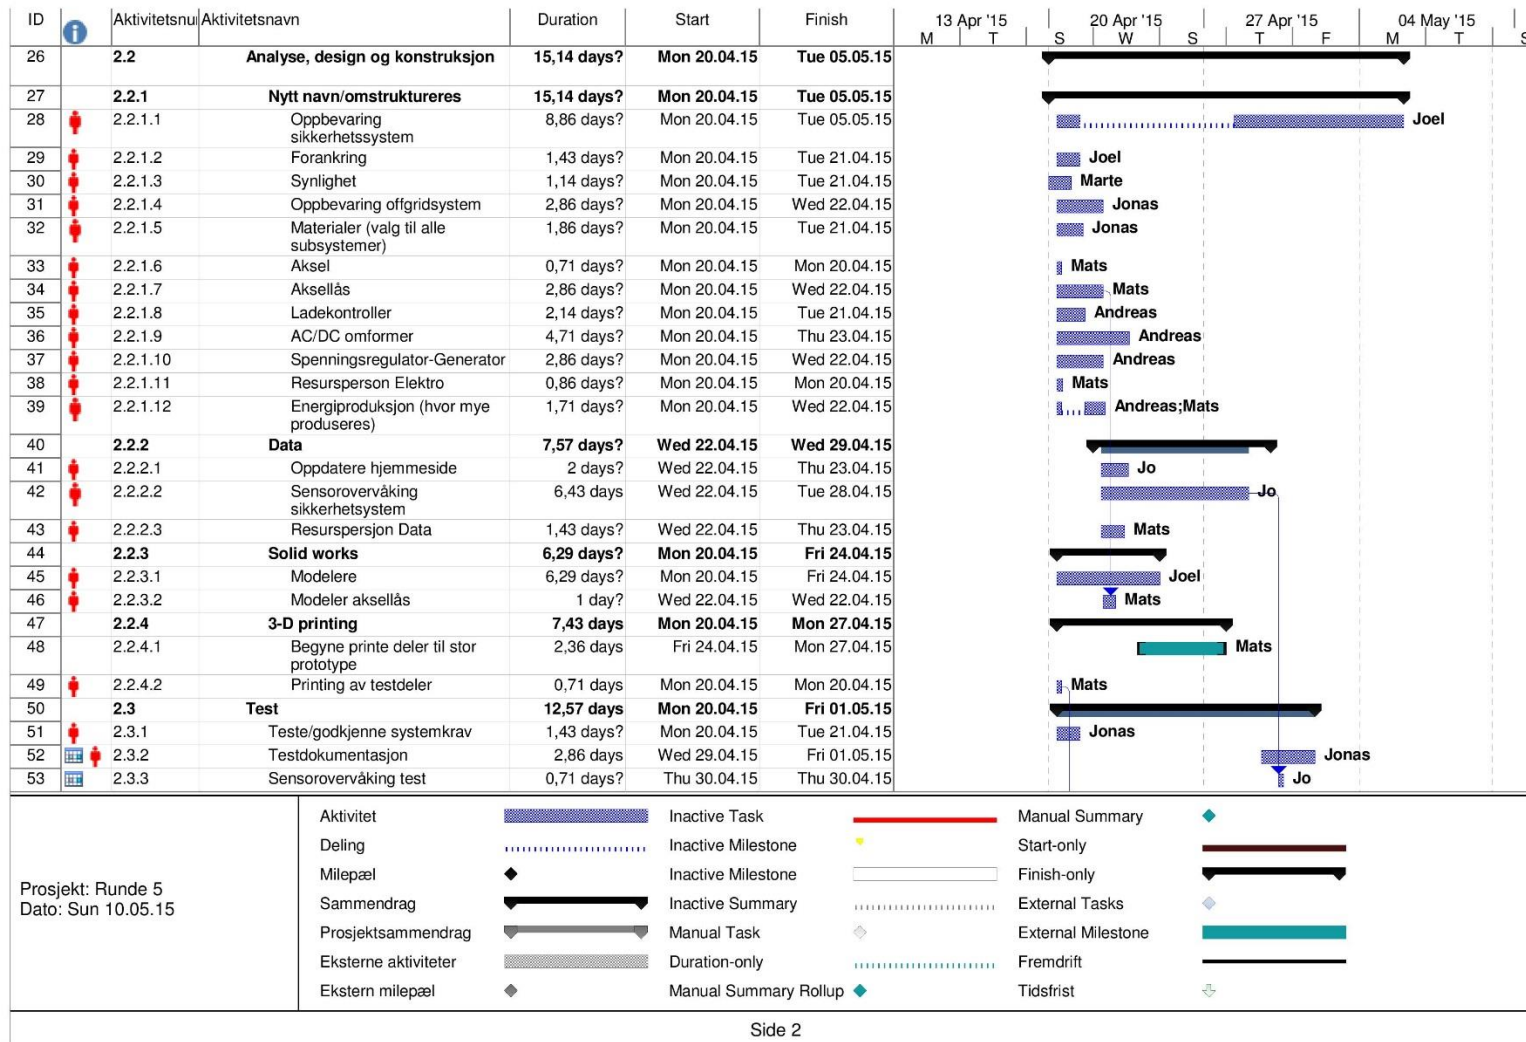 ID Aktivitetsnui Aktivitetsnavn Duration Start Finish 13 Apr '15 20 Apr '15 27 Apr '15 04 May '15
M T S W S T F M T S
26 2.2 Analyse, design og konstruksjon 15,14 days? Mon 20.04.15 Tue 05.05.15
27 2.2.1 Nytt navn/omstruktureres 15,14 days? Mon 20.04.15 Tue 05.05.15
28 2.2.1.1 Oppbevaring 8,86 days? Mon 20.04.15 Tue 05.05.15 Joel
sikkerhetssystem
29 2.2.1.2 Forankring 1,43 days? Mon 20.04.15 Tue 21.04.15 Joel
30 2.2.1.3 Synlighet 1,14 days? Mon 20.04.15 Tue 21.04.15 Marte
31 2.2.1.4 Oppbevaring offgridsystem 2,86 days? Mon 20.04.15 Wed 22.04.15 Jonas
32 2.2.1.5 Materialer (valg til alle 1,86 days? Mon 20.04.15 Tue 21.04.15 Jonas
subsystemer)
33 2.2.1.6 Aksel 0,71 days? Mon 20.04.15 Mon 20.04.15 Mats
34 2.2.1.7 Aksellås 2,86 days? Mon 20.04.15 Wed 22.04.15 Mats
35 2.2.1.8 Ladekontroller 2,14 days? Mon 20.04.15 Tue 21.04.15 Andreas
36 2.2.1.9 AC/DC omformer 4,71 days? Mon 20.04.15 Thu 23.04.15 Andreas
37 2.2.1.10 Spenningsregulator-Generator 2,86 days? Mon 20.04.15 Wed 22.04.15 Andreas
38 2.2.1.11 Resursperson Elektro 0,86 days? Mon 20.04.15 Mon 20.04.15 Mats
39 2.2.1.12 Energiproduksjon (hvor mye 1,71 days? Mon 20.04.15 Wed 22.04.15 Andreas;Mats
produseres)
40 2.2.2 Data 7,57 days? Wed 22.04.15 Wed 29.04.15
41 2.2.2.1 Oppdatere hjemmeside 2 days? Wed 22.04.15 Thu 23.04.15 Jo
42 2.2.2.2 Sensorovervåking 6,43 days Wed 22.04.15 Tue 28.04.15 Jo
sikkerhetsystem
43 2.2.2.3 Resurspersjon Data 1,43 days? Wed 22.04.15 Thu 23.04.15 Mats
44 2.2.3 Solid works 6,29 days? Mon 20.04.15 Fri 24.04.15
45 2.2.3.1 Modelere 6,29 days? Mon 20.04.15 Fri 24.04.15 Joel
46 2.2.3.2 Modeler aksellås 1 day? Wed 22.04.15 Wed 22.04.15 Mats
47 2.2.4 3-D printing 7,43 days Mon 20.04.15 Mon 27.04.15
48 2.2.4.1 Begyne printe deler til stor 2,36 days Fri 24.04.15 Mon 27.04.15 Mats
prototype
49 2.2.4.2 Printing av testdeler 0,71 days Mon 20.04.15 Mon 20.04.15 Mats
50 2.3 Test 12,57 days Mon 20.04.15 Fri 01.05.15
51 2.3.1 Teste/godkjenne systemkrav 1,43 days? Mon 20.04.15 Tue 21.04.15 Jonas
52 2.3.2 Testdokumentasjon 2,86 days Wed 29.04.15 Fri 01.05.15 Jonas
53 2.3.3 Sensorovervåking test 0,71 days? Thu 30.04.15 Thu 30.04.15 Jo
Prosjekt: Runde 5
Dato: Sun 10.05.15
Aktivitet Inactive Task Manual Summary
Deling Inactive Milestone Start-only
Milepæl Inactive Milestone Finish-only
Sammendrag Inactive Summary External Tasks
Prosjektsammendrag Manual Task External Milestone
Eksterne aktiviteter Duration-only Fremdrift
Ekstern milepæl Manual Summary Rollup Tidsfrist
Side 2